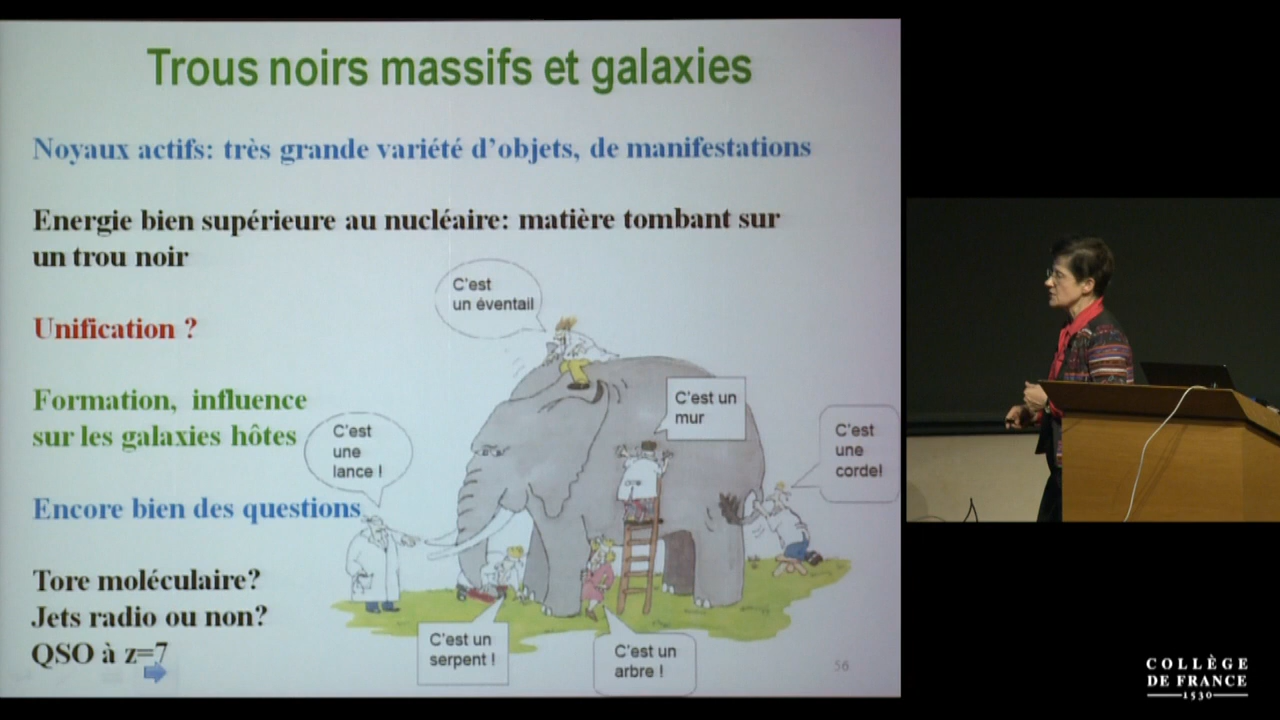 Trous noirs massifs et galaxies
Noyaux actifs: très grande variété d'objets, de manifestations
Energie bien supérieure au nucléaire: matière tombant sur
un trou noir
Unification ?
Formation, influence
sur les galaxies hôtes
Encore bien des questions
Tore moléculaire?
Jets radio ou non?
QSO à z=7
C'est
un éventail
C'est un
mur
C'est
une
corde!
C'est
une
lance !
C'est un
serpent !
C'est un
arbre !
56
COLLÈGE
DE FRANCE
1530